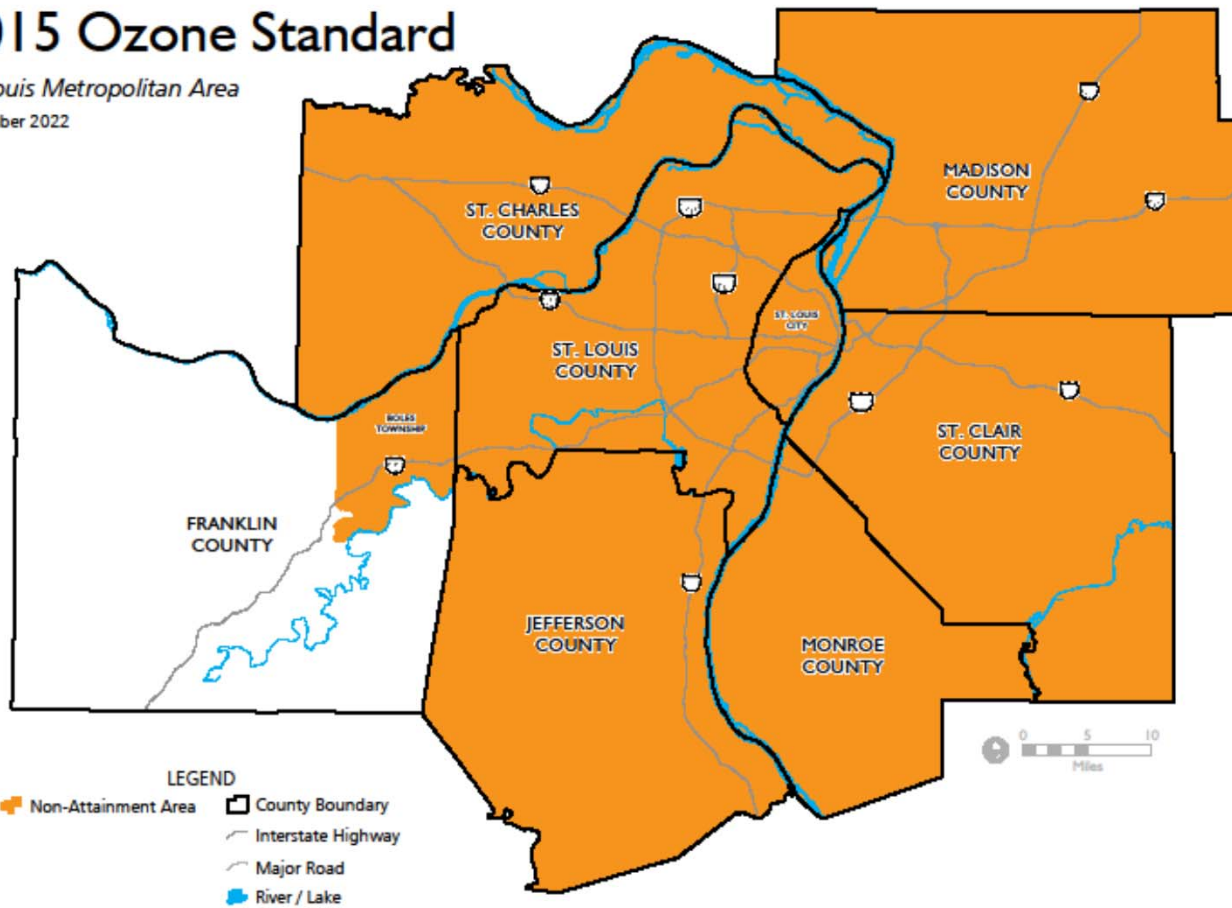 015 Ozone Standard
ouis Metropolitan Area
ber 2022
MADISON
COUNTY
ST. CHARLES
COUNTY
ST. LOUIS
CITY
ST. LOUIS
COUNTY
BOLES
TOWNSHIP
ST. CLAIR
COUNTY
FRANKLIN
COUNTY
JEFFERSON
COUNTY
MONROE
COUNTY
0 5 10
Miles
LEGEND
Non-Attainment Area
County Boundary
Interstate Highway
Major Road
River / Lake